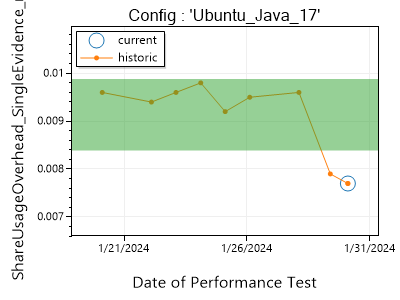 Config : 'Ubuntu_Java_17'
current
historic
ShareUsageOverhead_SingleEvidence_
0.01
0.009
0.008
0.007
1/21/2024
1/26/2024
1/31/2024
Date of Performance Test